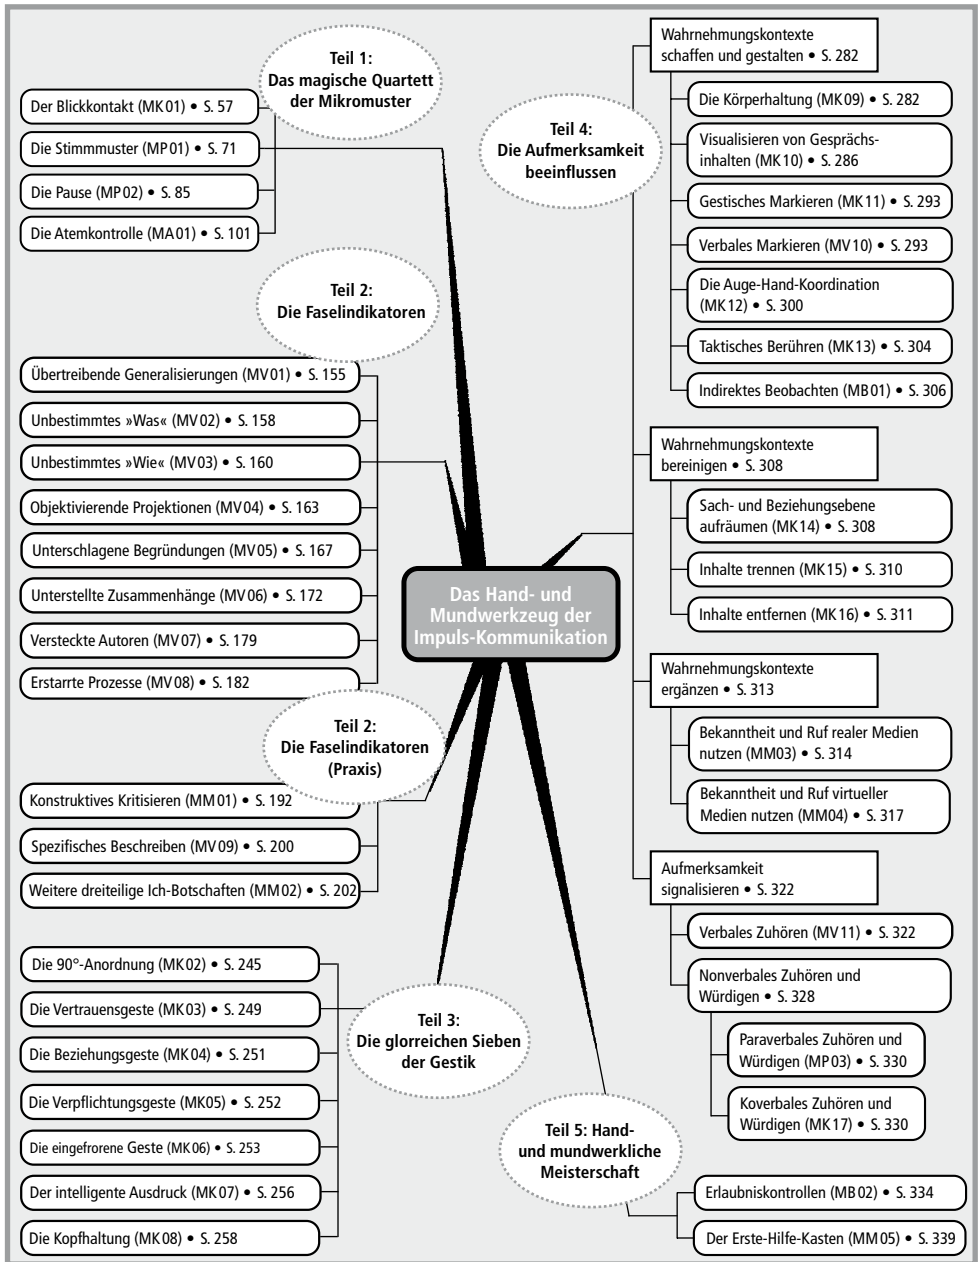 Teil 1:
Das magische Quartett
der Mikromuster
Der Blickkontakt (MK01) • S. 57
Die Stimmmuster (MP01) • S. 71
Die Pause (MP02) • S. 85
Die Atemkontrolle (MA01) • S. 101
Teil 2:
Die Faselindikatoren
Übertreibende Generalisierungen (MV01) • S. 155
Unbestimmtes »Was« (MV02) • S. 158
Unbestimmtes »Wie« (MV03) • S. 160
Objektivierende Projektionen (MV04) • S. 163
Unterschlagene Begründungen (MV05) • S. 167
Unterstellte Zusammenhänge (MV06) • S. 172
Versteckte Autoren (MV07) • S. 179
Erstarrte Prozesse (MV08) • S. 182
Teil 2:
Die Faselindikatoren
(Praxis)
Konstruktives Kritisieren (MM01) • S. 192
Spezifisches Beschreiben (MV09) • S. 200
Weitere dreiteilige Ich-Botschaften (MM02) • S. 202
Die 90°-Anordnung (MK02) • S. 245
Die Vertrauensgeste (MK03) • S. 249
Die Beziehungsgeste (MK04) • S. 251
Die Verpflichtungsgeste (MK05) • S. 252
Die eingefrorene Geste (MK06) • S. 253
Der intelligente Ausdruck (MK07) • S. 256
Die Kopfhaltung (MK08) • S. 258
Teil 3:
Die glorreichen Sieben
der Gestik
Das Hand- und
Mundwerkzeug der
Impuls-Kommunikation
Teil 4:
Die Aufmerksamkeit
beeinflussen
Wahrnehmungskontexte
schaffen und gestalten • S. 282
Die Körperhaltung (MK09) • S. 282
Visualisieren von Gesprächs-
inhalten (MK10) • S. 286
Gestisches Markieren (MK11) • S. 293
Verbales Markieren (MV10) • S. 293
Die Auge-Hand-Koordination
(MK12) • S. 300
Taktisches Berühren (MK13) • S. 304
Indirektes Beobachten (MB01) • S. 306
Wahrnehmungskontexte
bereinigen • S. 308
Sach- und Beziehungsebene
aufräumen (MK14) • S. 308
Inhalte trennen (MK15) • S. 310
Inhalte entfernen (MK16) • S. 311
Wahrnehmungskontexte
ergänzen • S. 313
Bekanntheit und Ruf realer Medien
nutzen (MM03) • S. 314
Bekanntheit und Ruf virtueller
Medien nutzen (MM04) • S. 317
Aufmerksamkeit
signalisieren • S. 322
Verbales Zuhören (MV11) • S. 322
Nonverbales Zuhören und
Würdigen • S. 328
Paraverbales Zuhören und
Würdigen (MP03) • S. 330
Koverbales Zuhören und
Würdigen (MK17) • S. 330
Teil 5: Hand-
und mundwerkliche
Meisterschaft
Erlaubniskontrollen (MB02) • S. 334
Der Erste-Hilfe-Kasten (MM05) • S. 339